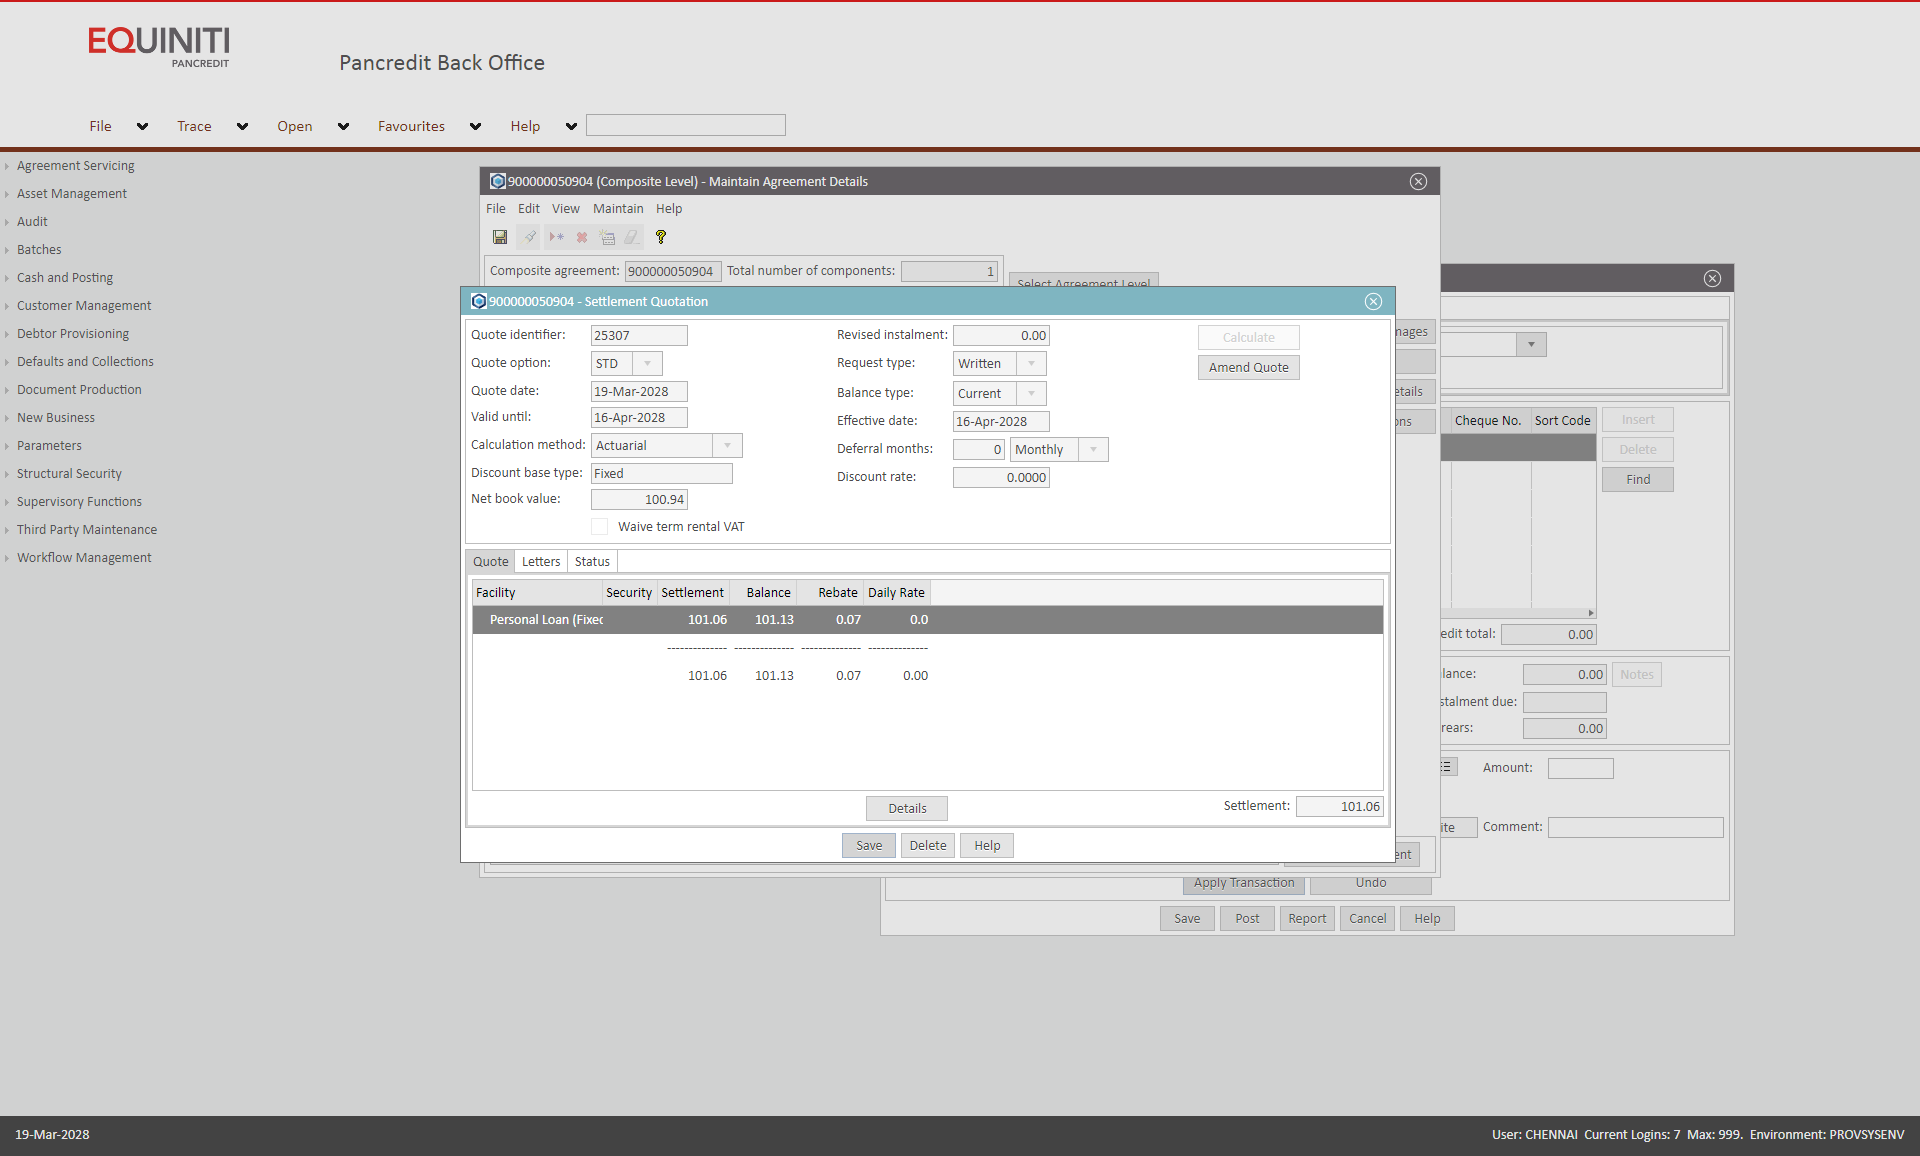 EQUINITI
PANCREDIT
Pancredit Back Office
File Trace Open Favourites Help
Agreement Servicing
Asset Management
Audit
Batches
Cash and Posting
Customer Management
Debtor Provisioning
Defaults and Collections
Document Production
New Business
Parameters
Structural Security
Supervisory Functions
Third Party Maintenance
Workflow Management
900000050904 (Composite Level) - Maintain Agreement Details
File Edit View Maintain Help
Composite agreement: 900000050904 Total number of components: 1
Select Agreement Level
900000050904 - Settlement Quotation
Quote identifier: 25307 Revised instalment: 0.00 Calculate
Quote option: STD Request type: Written Amend Quote
Quote date: 19-Mar-2028 Balance type: Current
Valid until: 16-Apr-2028 Effective date: 16-Apr-2028
Calculation method: Actuarial Deferral months: 0 Monthly
Discount base type: Fixed Discount rate: 0.0000
Net book value: 100.94
Waive term rental VAT
Quote Letters Status
Facility Security Settlement Balance Rebate Daily Rate
Personal Loan (Fixed 101.06 101.13 0.07 0.0
-------------- -------------- -------------- --------------
101.06 101.13 0.07 0.00
Details Settlement: 101.06
Save Delete Help
nages
etails
ons
ent
Cheque No. Sort Code Insert
Delete
Find
edit total: 0.00
lance: 0.00 Notes
stalment due:
rears: 0.00
Amount:
ite Comment:
Apply Transaction Undo
Save Post Report Cancel Help
19-Mar-2028 User: CHENNAI Current Logins: 7 Max: 999. Environment: PROVSYSENV